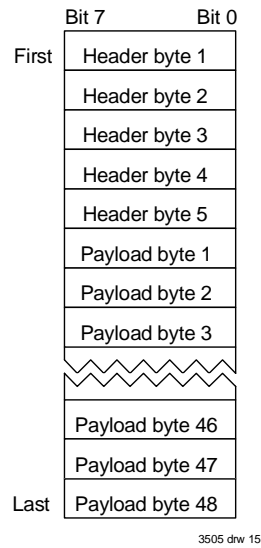 Bit 7 Bit 0
First Header byte 1
Header byte 2
Header byte 3
Header byte 4
Header byte 5
Payload byte 1
Payload byte 2
Payload byte 3
Payload byte 46
Payload byte 47
Last Payload byte 48
3505 drw 15